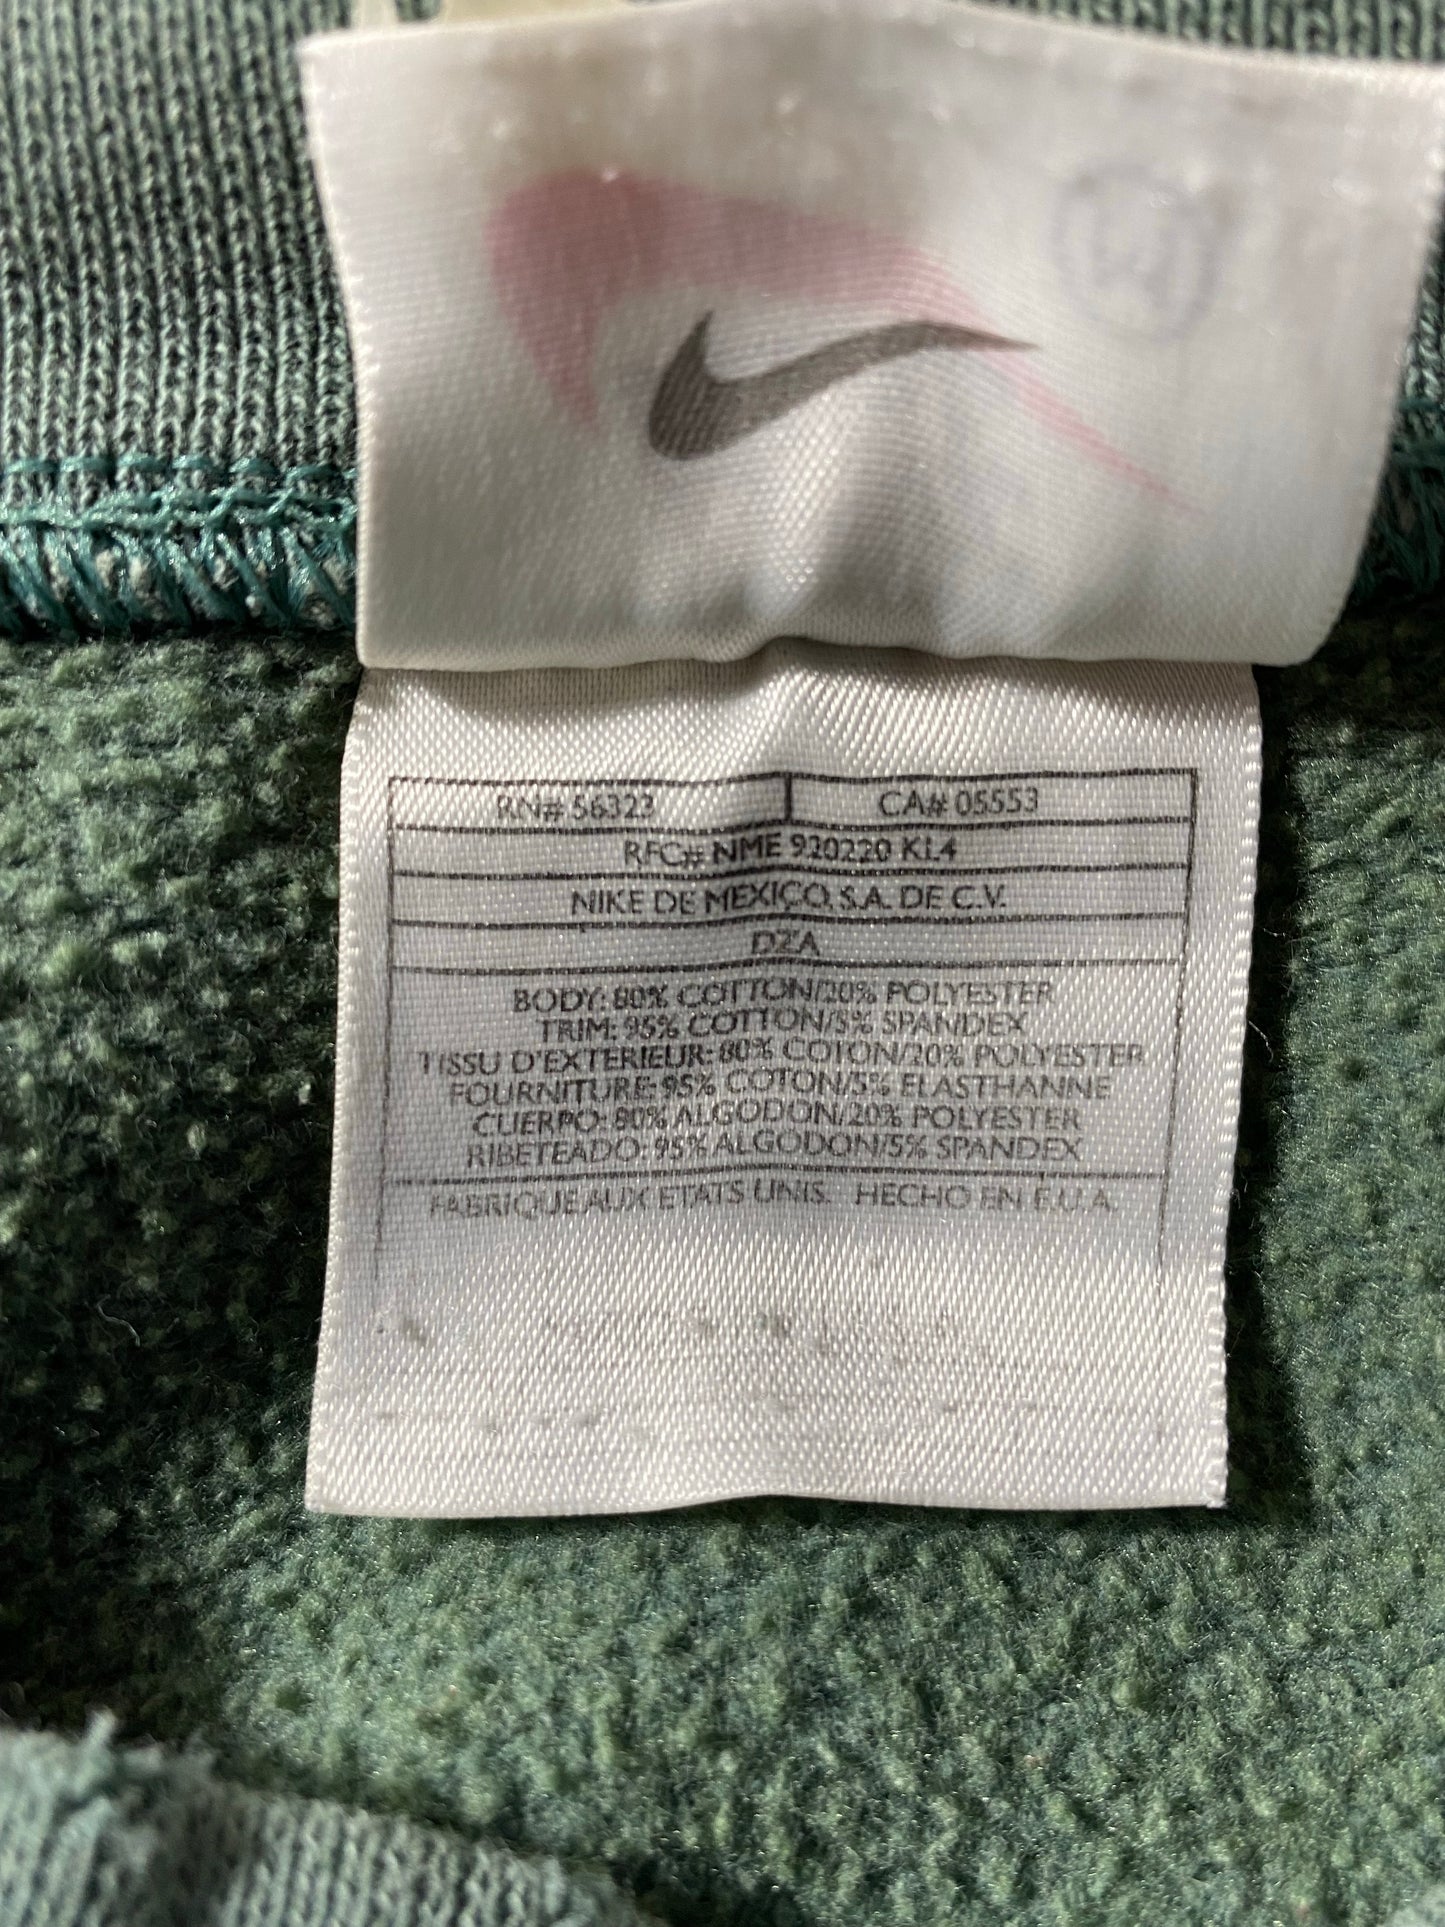 RN# 56323 CA# 05553
RFC# NME 920220 KL4
NIKE DE MEXICO, S.A. DE C.V.
DZA
BODY: 80% COTTON/20% POLYESTER
TRIM: 95% COTTON/5% SPANDEX
TISSU D'EXTERIEUR: 80% COTON/20% POLYESTER
FOURNITURE: 95% COTON/5% ELASTHANNE
CUERPO: 80% ALGODON/20% POLYESTER
RIBETEADO: 95% ALGODON/5% SPANDEX
FABRIQUE AUX ETATS UNIS. HECHO EN E.U.A.